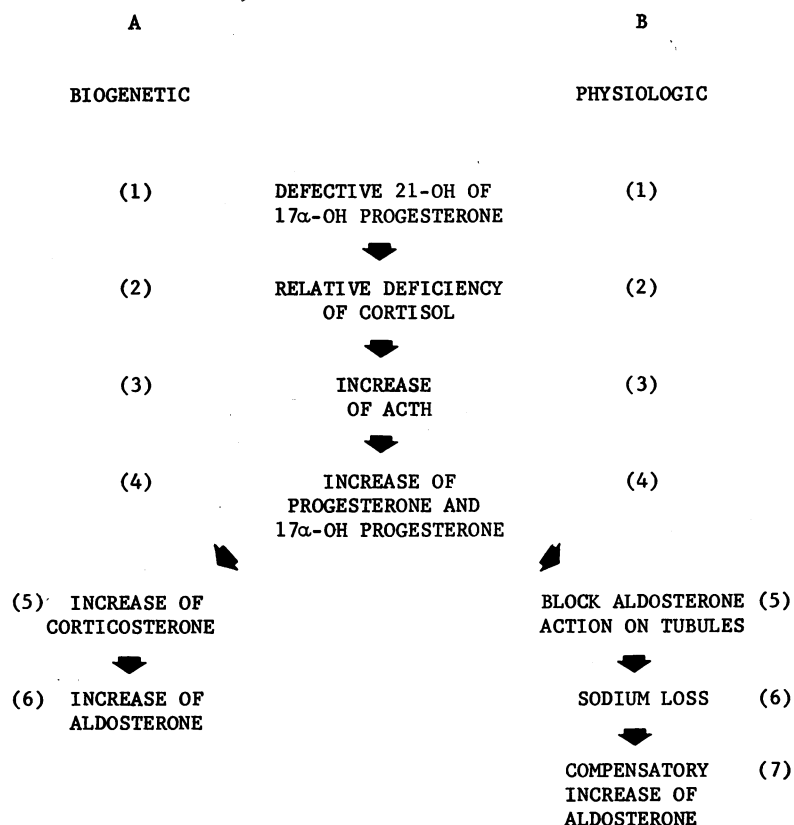 A B
BIOGENETIC PHYSIOLOGIC
(1) DEFECTIVE 21-OH OF (1)
17α-OH PROGESTERONE
(2) RELATIVE DEFICIENCY (2)
OF CORTISOL
(3) INCREASE (3)
OF ACTH
(4) INCREASE OF (4)
PROGESTERONE AND
17α-OH PROGESTERONE
(5) INCREASE OF
CORTICOSTERONE
(6) INCREASE OF
ALDOSTERONE
BLOCK ALDOSTERONE (5)
ACTION ON TUBULES
SODIUM LOSS (6)
COMPENSATORY (7)
INCREASE OF
ALDOSTERONE